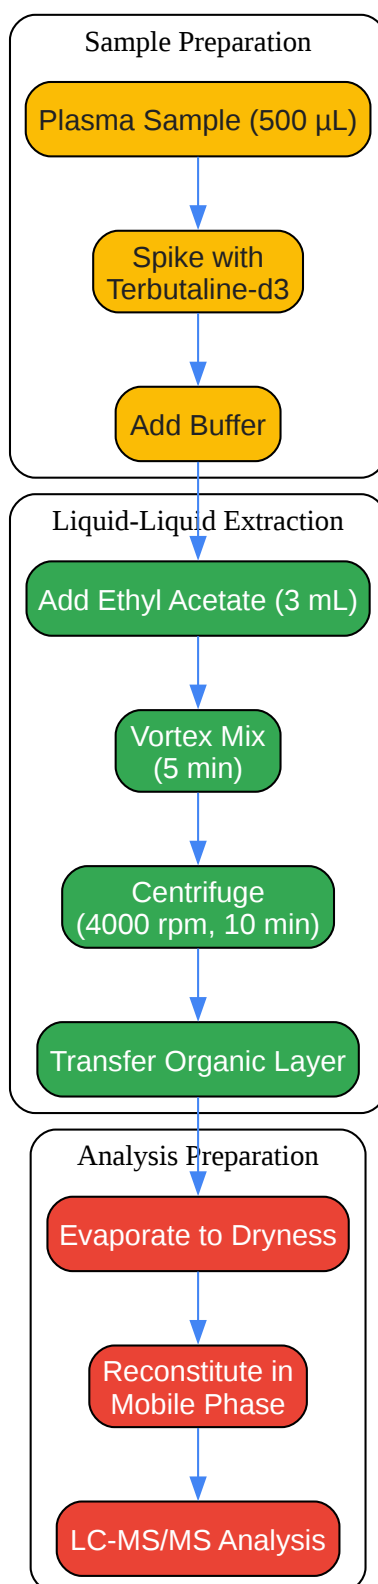 Sample Preparation
Plasma Sample (500 µL)
Spike with
Terbutaline-d3
Add Buffer
Liquid-Liquid Extraction
Add Ethyl Acetate (3 mL)
Vortex Mix
(5 min)
Centrifuge
(4000 rpm, 10 min)
Transfer Organic Layer
Analysis Preparation
Evaporate to Dryness
Reconstitute in
Mobile Phase
LC-MS/MS Analysis